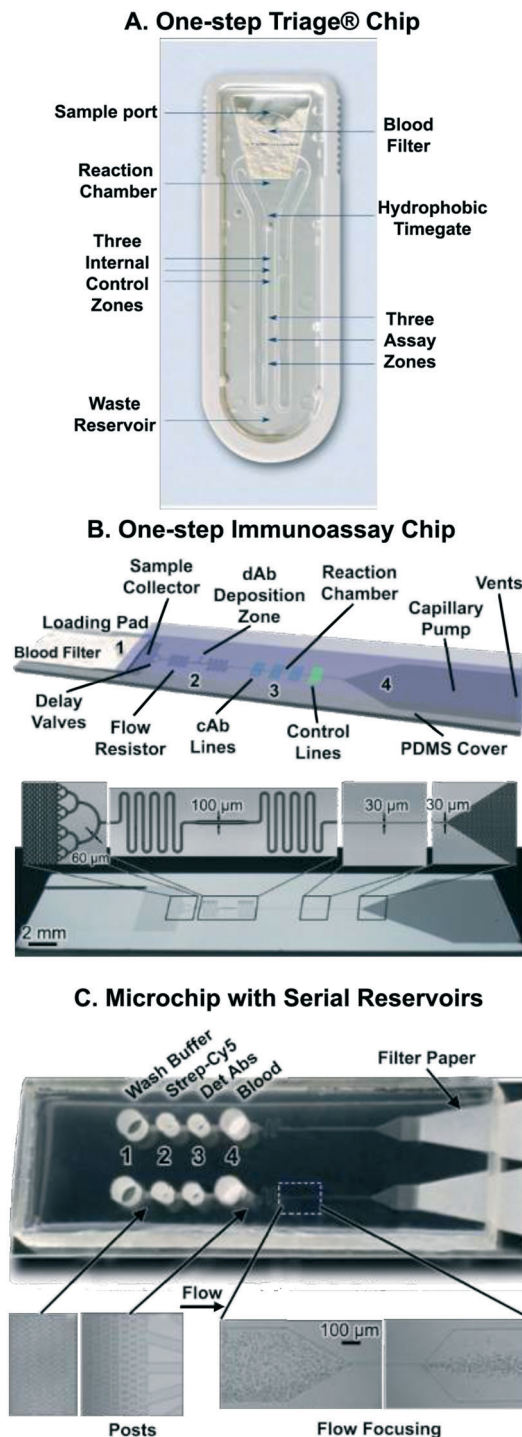 A. One-step Triage® Chip
Sample port
Blood
Filter
Reaction
Chamber
Hydrophobic
Timegate
Three
Internal
Control
Zones
Three
Assay
Zones
Waste
Reservoir
B. One-step Immunoassay Chip
Sample
Collector
dAb
Deposition
Zone
Reaction
Chamber
Vents
Capillary
Pump
Loading Pad
Blood Filter
1
2
3
4
Delay
Valves
Flow
Resistor
cAb
Lines
Control
Lines
PDMS Cover
100 µm
30 µm
30 µm
60 µm
2 mm
C. Microchip with Serial Reservoirs
Wash Buffer
Strep-Cy5
Det Abs
Blood
Filter Paper
1 2 3 4
Flow
100 µm
Posts
Flow Focusing